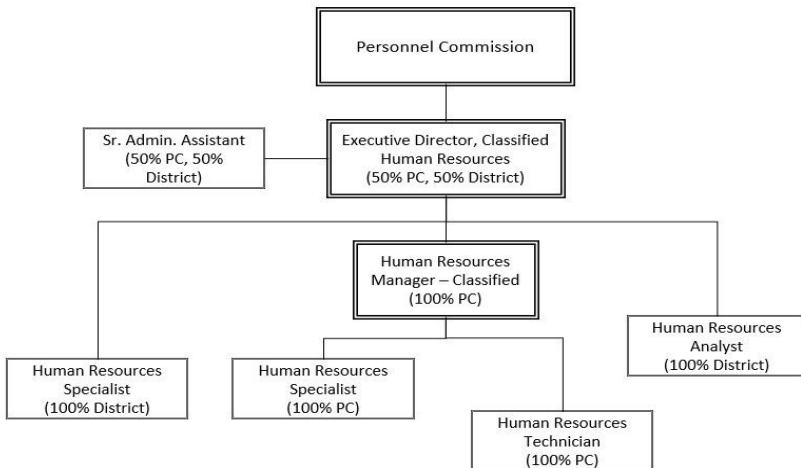 Personnel Commission
Sr. Admin. Assistant
(50% PC, 50%
District)
Executive Director, Classified
Human Resources
(50% PC, 50% District)
Human Resources
Manager – Classified
(100% PC)
Human Resources
Analyst
(100% District)
Human Resources
Specialist
(100% District)
Human Resources
Specialist
(100% PC)
Human Resources
Technician
(100% PC)